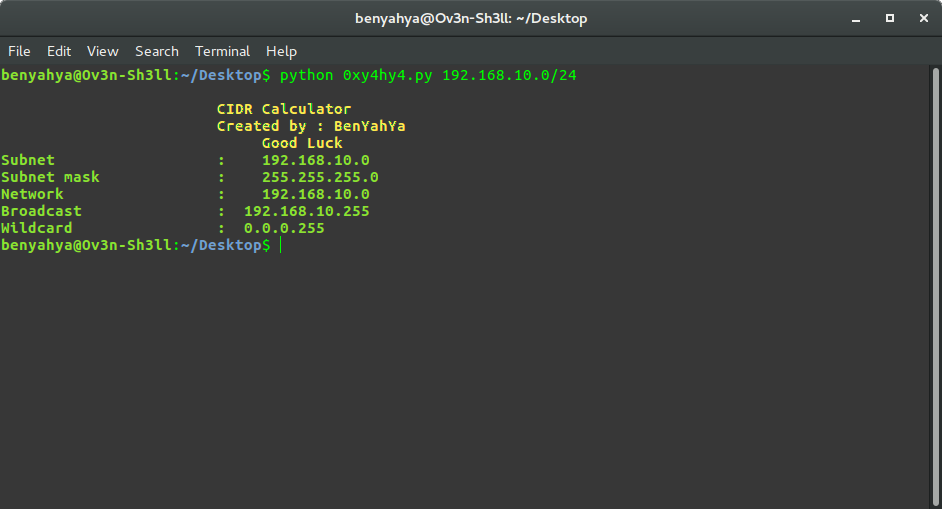 benyahya@Ov3n-Sh3ll: ~/Desktop
File Edit View Search Terminal Help
benyahya@Ov3n-Sh3ll:~/Desktop$ python 0xy4hy4.py 192.168.10.0/24
CIDR Calculator
Created by : BenYahYa
Good Luck
Subnet : 192.168.10.0
Subnet mask : 255.255.255.0
Network : 192.168.10.0
Broadcast : 192.168.10.255
Wildcard : 0.0.0.255
benyahya@Ov3n-Sh3ll:~/Desktop$